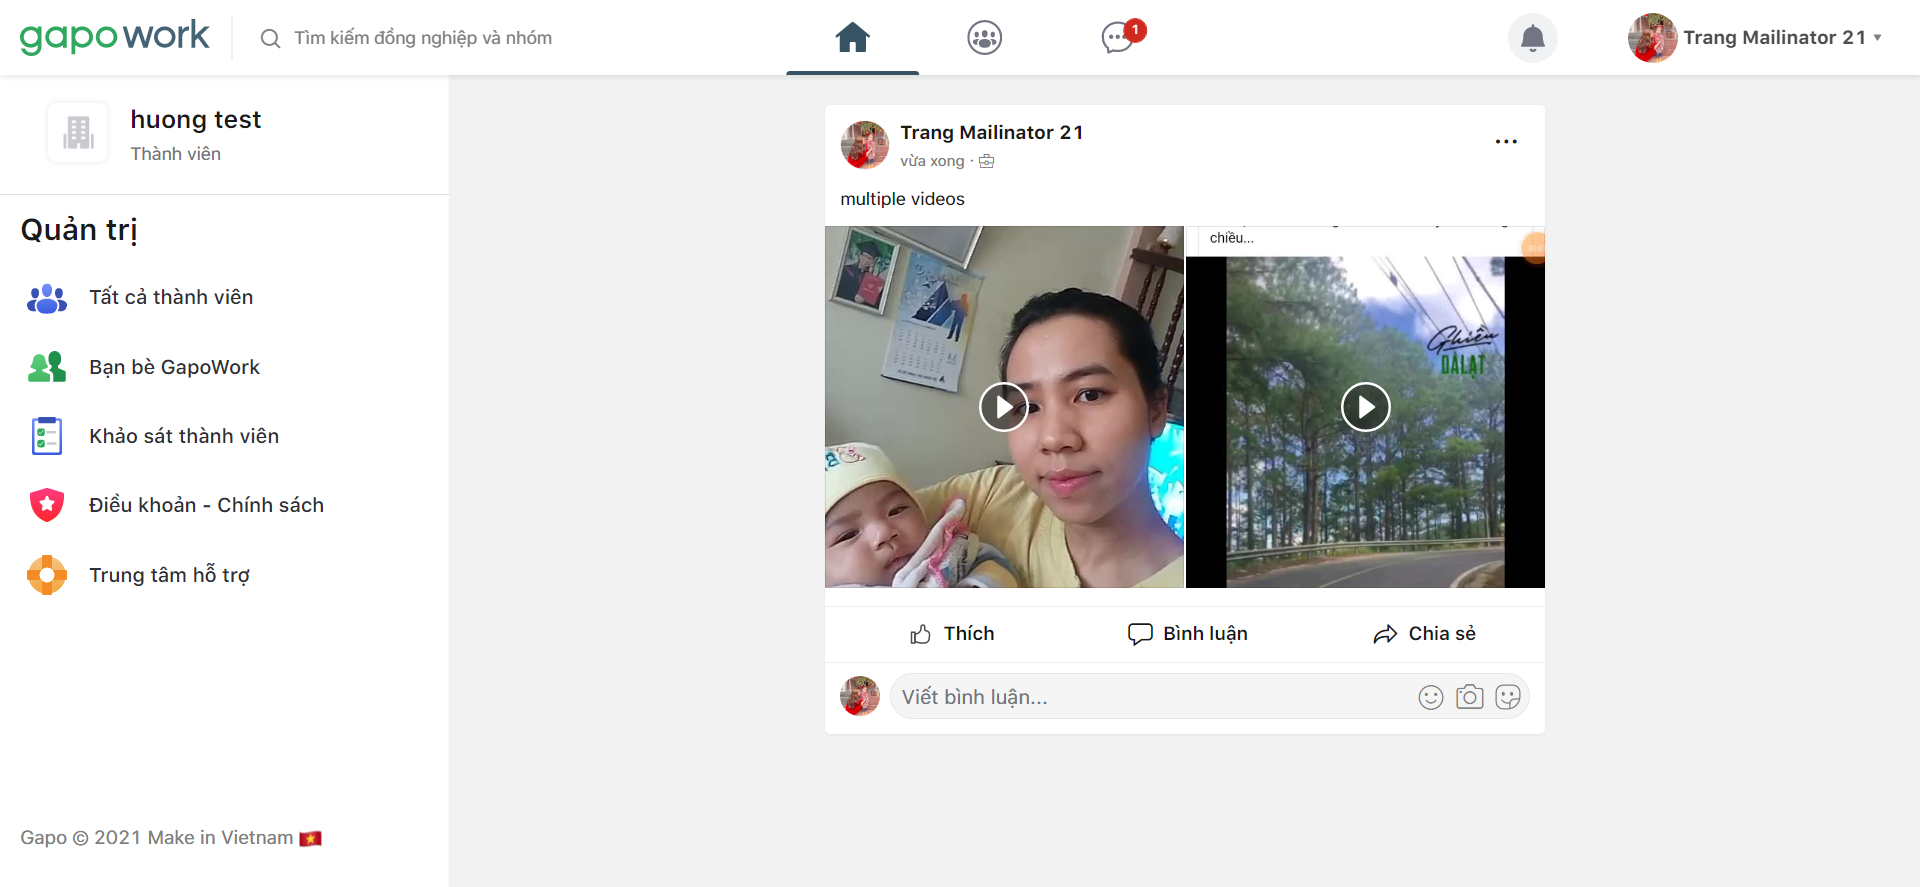 gapowork
Tìm kiếm đồng nghiệp và nhóm
1
Trang Mailinator 21
huong test
Thành viên
Quản trị
Tất cả thành viên
Bạn bè GapoWork
Khảo sát thành viên
Điều khoản - Chính sách
Trung tâm hỗ trợ
Gapo © 2021 Make in Vietnam
Trang Mailinator 21
vừa xong ·
multiple videos
chiều...
Ghiền
DALAT
Thích
Bình luận
Chia sẻ
Viết bình luận...